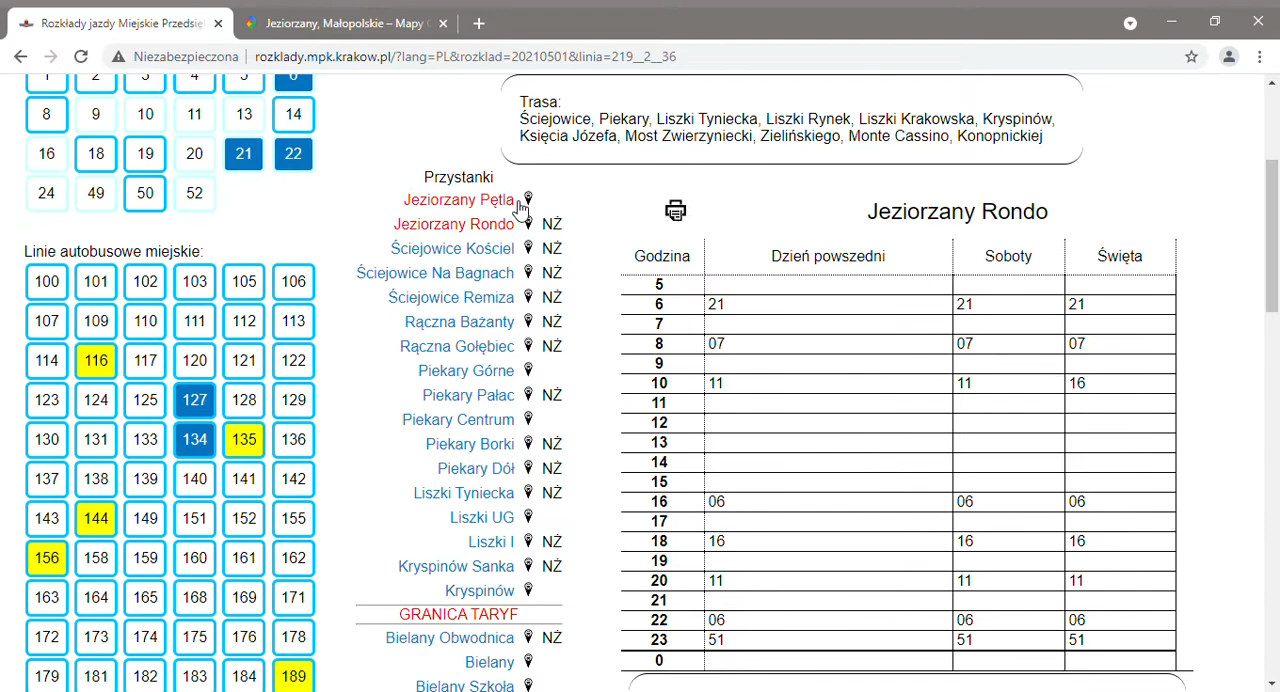 Rozkłady jazdy Miejskie Przedsię
Jeziorzany, Małopolskie – Mapy
Niezabezpieczona
rozklady.mpk.krakow.pl/?lang=PL&rozklad=20210501&linia=219__2__36
1 2 3 4 5 6
8 9 10 11 13 14
16 18 19 20 21 22
24 49 50 52
Linie autobusowe miejskie:
100 101 102 103 105 106
107 109 110 111 112 113
114 116 117 120 121 122
123 124 125 127 128 129
130 131 133 134 135 136
137 138 139 140 141 142
143 144 149 151 152 155
156 158 159 160 161 162
163 164 165 168 169 171
172 173 174 175 176 178
179 181 182 183 184 189
Trasa:
Ściejowice, Piekary, Liszki Tyniecka, Liszki Rynek, Liszki Krakowska, Kryspinów,
Księcia Józefa, Most Zwierzyniecki, Zielińskiego, Monte Cassino, Konopnickiej
Przystanki
Jeziorzany Pętla
Jeziorzany Rondo NŻ
Ściejowice Kościeł NŻ
Ściejowice Na Bagnach NŻ
Ściejowice Remiza NŻ
Rączna Bażanty NŻ
Rączna Gołębiec NŻ
Piekary Górne
Piekary Pałac NŻ
Piekary Centrum
Piekary Borki NŻ
Piekary Dół NŻ
Liszki Tyniecka NŻ
Liszki UG
Liszki I NŻ
Kryspinów Sanka NŻ
Kryspinów
GRANICA TARYF
Bielany Obwodnica NŻ
Bielany
Bielany Szkoła
Jeziorzany Rondo
Godzina Dzień powszedni Soboty Święta
5
6 21 21 21
7
8 07 07 07
9
10 11 11 16
11
12
13
14
15
16 06 06 06
17
18 16 16 16
19
20 11 11 11
21
22 06 06 06
23 51 51 51
0